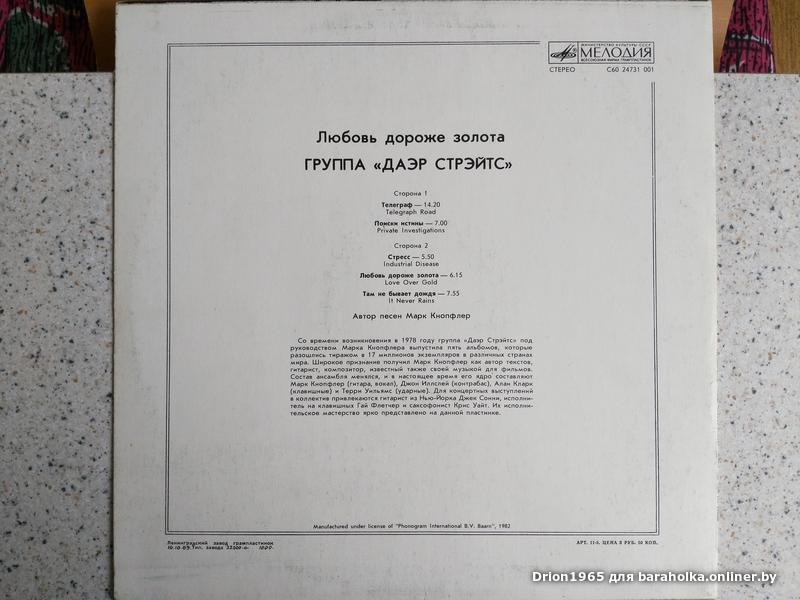 МИНИСТЕРСТВО КУЛЬТУРЫ СССР
МЕЛОДИЯ
ВСЕСОЮЗНАЯ ФИРМА ГРАМПЛАСТИНОК
СТЕРЕО С60 24731 001
Любовь дороже золота
ГРУППА «ДАЭР СТРЭЙТС»
Сторона 1
Телеграф — 14.20
Telegraph Road
Поиски истины — 7.00
Private Investigations
Сторона 2
Стресс — 5.50
Industrial Disease
Любовь дороже золота — 6.15
Love Over Gold
Там не бывает дождя — 7.55
It Never Rains
Автор песен Марк Кнопфлер
Со времени возникновения в 1978 году группа «Даэр Стрэйтс» под
руководством Марка Кнопфлера выпустила пять альбомов, которые
разошлись тиражом в 17 миллионов экземпляров в различных странах
мира. Широкое признание получил Марк Кнопфлер как автор текстов,
гитарист, композитор, известный также своей музыкой для фильмов.
Состав ансамбля менялся, и в настоящее время его ядро составляют
Марк Кнопфлер (гитара, вокал), Джон Иллслей (контрабас), Алан Кларк
(клавишные) и Терри Уильямс (ударные). Для концертных выступлений
в коллектив привлекаются гитарист из Нью-Йорка Джек Сонни, исполни-
тель на клавишных Гай Флетчер и саксофонист Крис Уайт. Их исполни-
тельское мастерство ярко представлено на данной пластинке.
Manufactured under license of "Phonogram International B.V. Baarn", 1982
Ленинградский завод грампластинок
Тип. завода
АРТ. 11-6. ЦЕНА 3 РУБ. 50 КОП.
Drion1965 для baraholka.onliner.by